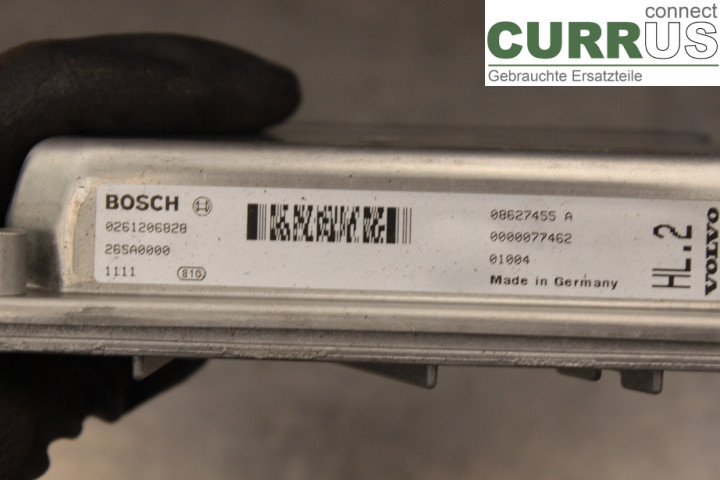 connect
CURRUS
Gebrauchte Ersatzteile
BOSCH
0261206828
26SA0000
1111 810
08627455 A
0000077462
01004
Made in Germany
HL.2
VOLVO